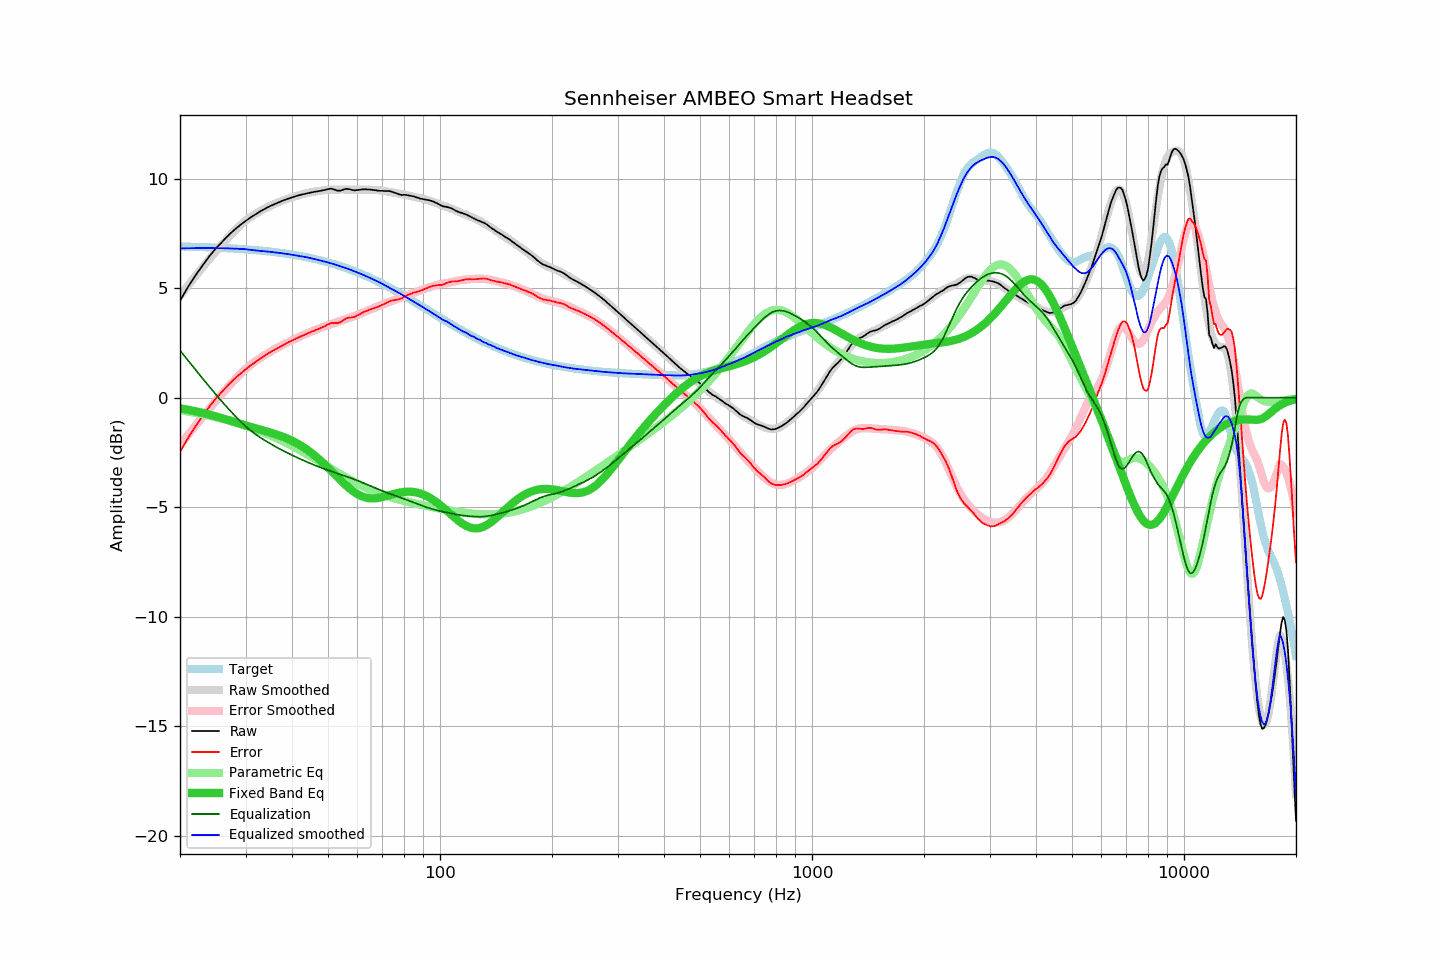 Sennheiser AMBEO Smart Headset
Amplitude (dBr)
10
5
0
−5
−10
−15
−20
Target
Raw Smoothed
Error Smoothed
Raw
Error
Parametric Eq
Fixed Band Eq
Equalization
Equalized smoothed
100 1000 10000
Frequency (Hz)